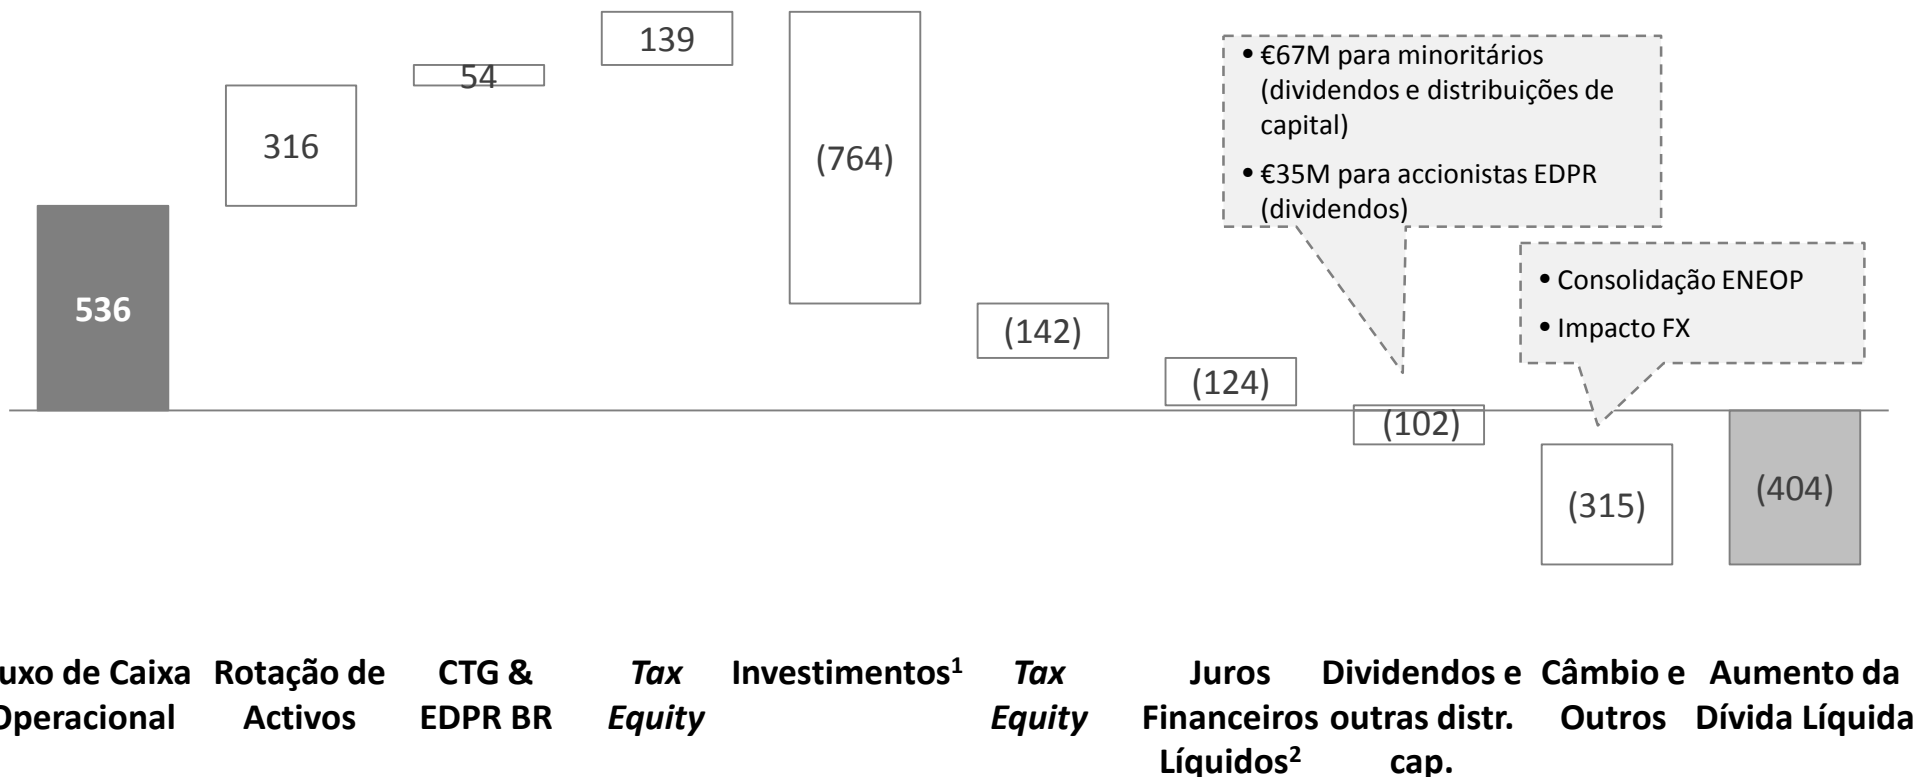 139
54
316
(764)
536
(142)
(124)
(102)
(315)
(404)
• €67M para minoritários
(dividendos e distribuições de
capital)
• €35M para accionistas EDPR
(dividendos)
• Consolidação ENEOP
• Impacto FX
uxo de Caixa
Operacional
Rotação de
Activos
CTG &
EDPR BR
Tax
Equity
Investimentos¹
Tax
Equity
Juros
Financeiros
Líquidos²
Dividendos e
outras distr.
cap.
Câmbio e
Outros
Aumento da
Dívida Líquida